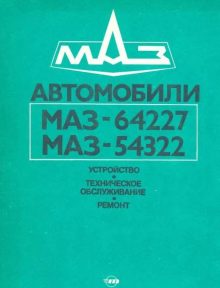 МАЗ
АВТОМОБИЛИ
МАЗ-64227
МАЗ-54322
УСТРОЙСТВО
•
ТЕХНИЧЕСКОЕ
ОБСЛУЖИВАНИЕ
•
РЕМОНТ